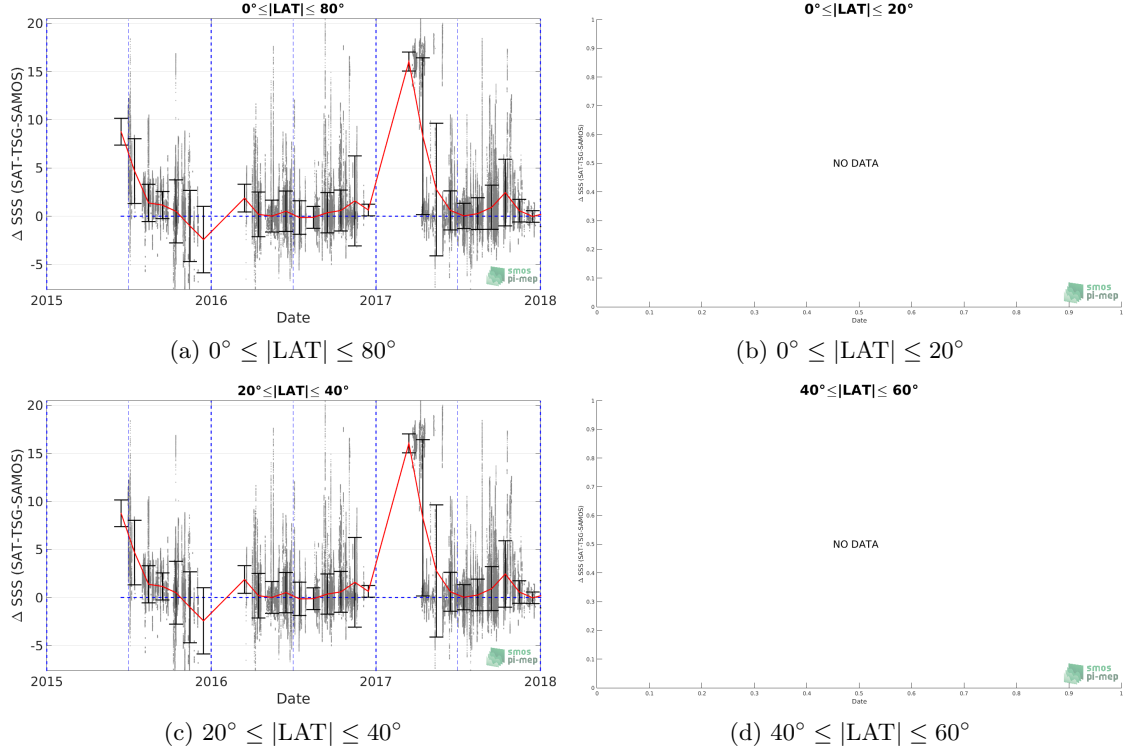 0°≤|LAT|≤ 80°
20
15
10
5
0
-5
Δ SSS (SAT-TSG-SAMOS)
2015
2016
2017
2018
Date
smos
pi-mep
(a) 0° ≤ |LAT| ≤ 80°
0°≤|LAT|≤ 20°
1
0.9
0.8
0.7
0.6
0.5
0.4
0.3
0.2
0.1
0
Δ SSS (SAT-TSG-SAMOS)
NO DATA
0
0.1
0.2
0.3
0.4
0.5
0.6
0.7
0.8
0.9
1
Date
smos
pi-mep
(b) 0° ≤ |LAT| ≤ 20°
20°≤|LAT|≤ 40°
20
15
10
5
0
-5
Δ SSS (SAT-TSG-SAMOS)
2015
2016
2017
2018
Date
smos
pi-mep
(c) 20° ≤ |LAT| ≤ 40°
40°≤|LAT|≤ 60°
1
0.9
0.8
0.7
0.6
0.5
0.4
0.3
0.2
0.1
0
Δ SSS (SAT-TSG-SAMOS)
NO DATA
0
0.1
0.2
0.3
0.4
0.5
0.6
0.7
0.8
0.9
1
Date
smos
pi-mep
(d) 40° ≤ |LAT| ≤ 60°